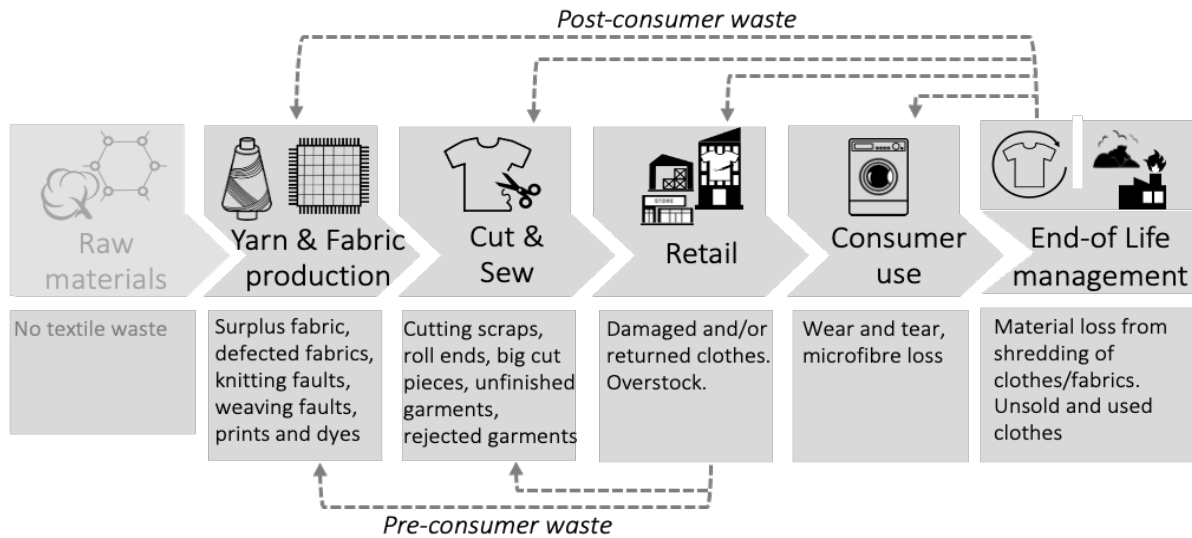 Post-consumer waste
STORE
Raw
materials
Yarn & Fabric
production
Cut &
Sew
Retail
Consumer
use
End-of Life
management
No textile waste
Surplus fabric,
defected fabrics,
knitting faults,
weaving faults,
prints and dyes
Cutting scraps,
roll ends, big cut
pieces, unfinished
garments,
rejected garments
Damaged and/or
returned clothes.
Overstock.
Wear and tear,
microfibre loss
Material loss from
shredding of
clothes/fabrics.
Unsold and used
clothes
Pre-consumer waste